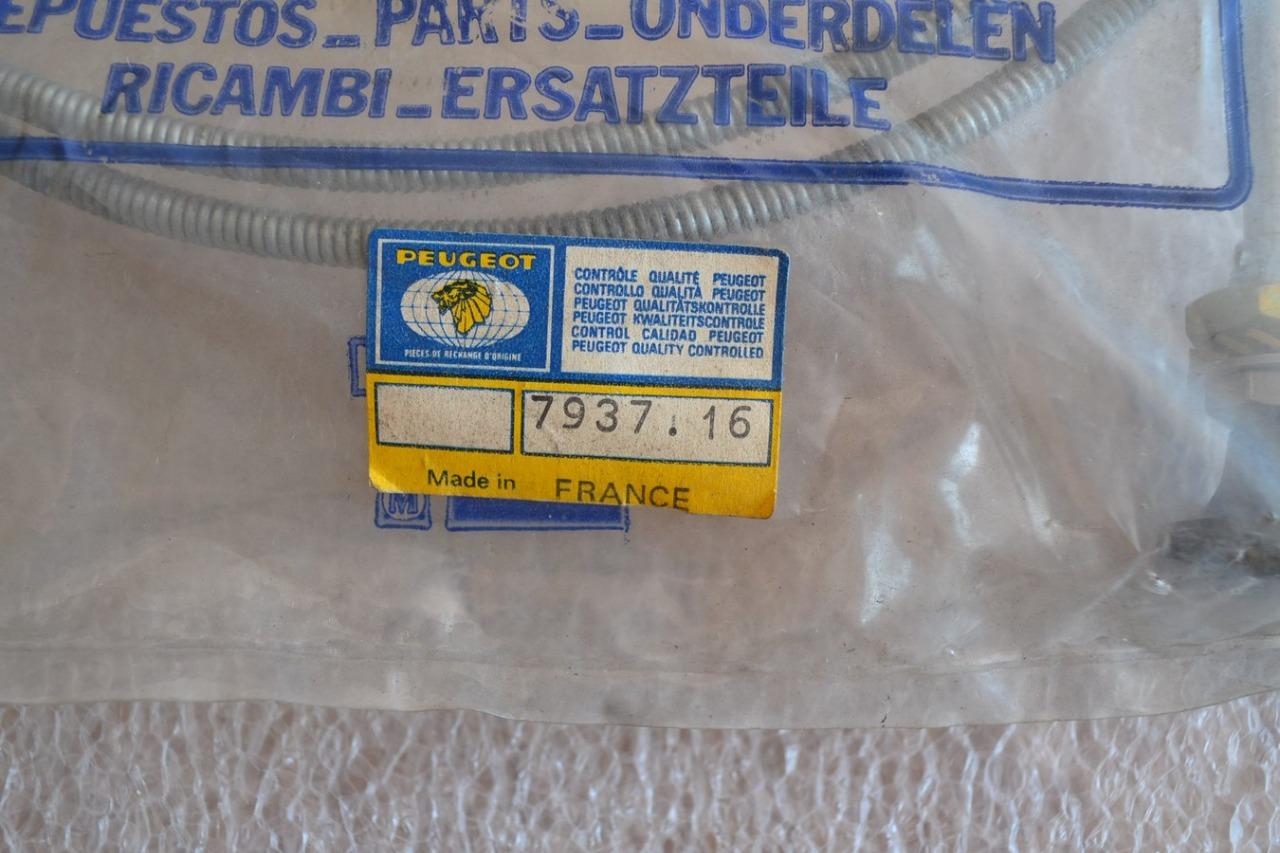 EPUESTOS_PARTS_ONDERDELEN
RICAMBI_ERSATZTEILE
PEUGEOT
PIECES DE RECHANGE D'ORIGINE
CONTRÔLE QUALITÉ PEUGEOT
CONTROLLO QUALITÀ PEUGEOT
PEUGEOT QUALITÄTSKONTROLLE
PEUGEOT KWALITEITSCONTROLE
CONTROL CALIDAD PEUGEOT
PEUGEOT QUALITY CONTROLLED
7937.16
Made in FRANCE
M